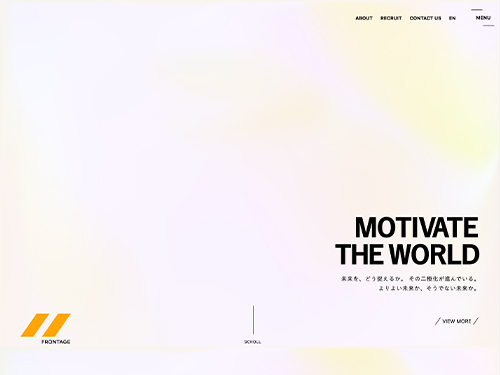 ABOUT RECRUIT CONTACT US EN MENU
MOTIVATE
THE WORLD
未来を、どう捉えるか。その二極化が進んでいる。
よりよい未来か、そうでない未来か。
VIEW MORE
FRONTAGE
SCROLL